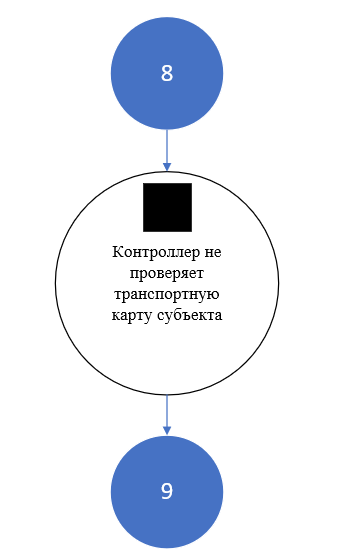 8
Контроллер не
проверяет
транспортную
карту субъекта
9